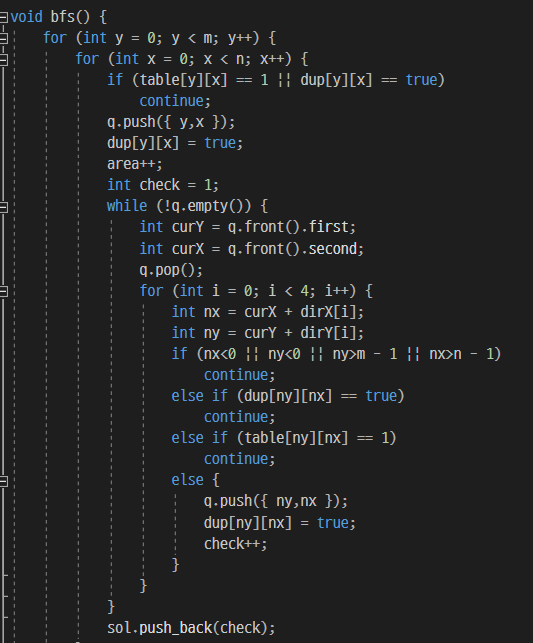 void bfs() {
    for (int y = 0; y < m; y++) {
        for (int x = 0; x < n; x++) {
            if (table[y][x] == 1 || dup[y][x] == true)
                continue;
            q.push({ y,x });
            dup[y][x] = true;
            area++;
            int check = 1;
            while (!q.empty()) {
                int curY = q.front().first;
                int curX = q.front().second;
                q.pop();
                for (int i = 0; i < 4; i++) {
                    int nx = curX + dirX[i];
                    int ny = curY + dirY[i];
                    if (nx<0 || ny<0 || ny>m - 1 || nx>n - 1)
                        continue;
                    else if (dup[ny][nx] == true)
                        continue;
                    else if (table[ny][nx] == 1)
                        continue;
                    else {
                        q.push({ ny,nx });
                        dup[ny][nx] = true;
                        check++;
                    }
                }
            }
            sol.push_back(check);